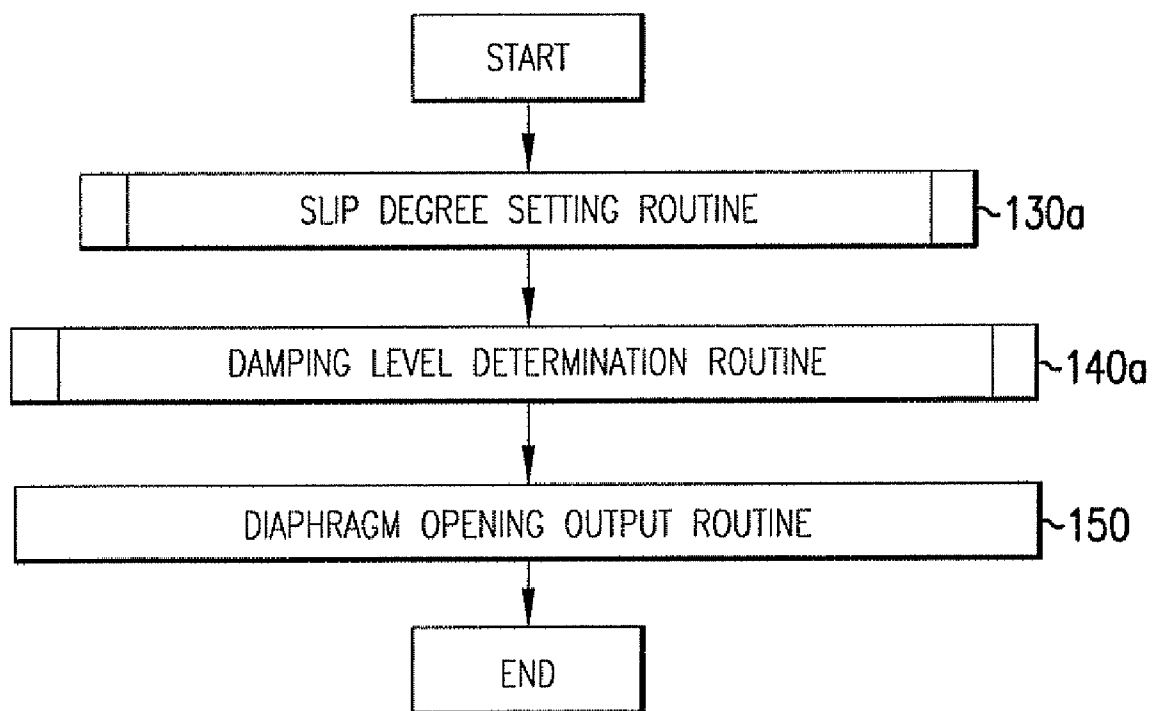 START
SLIP DEGREE SETTING ROUTINE
130a
DAMPING LEVEL DETERMINATION ROUTINE
140a
DIAPHRAGM OPENING OUTPUT ROUTINE
150
END